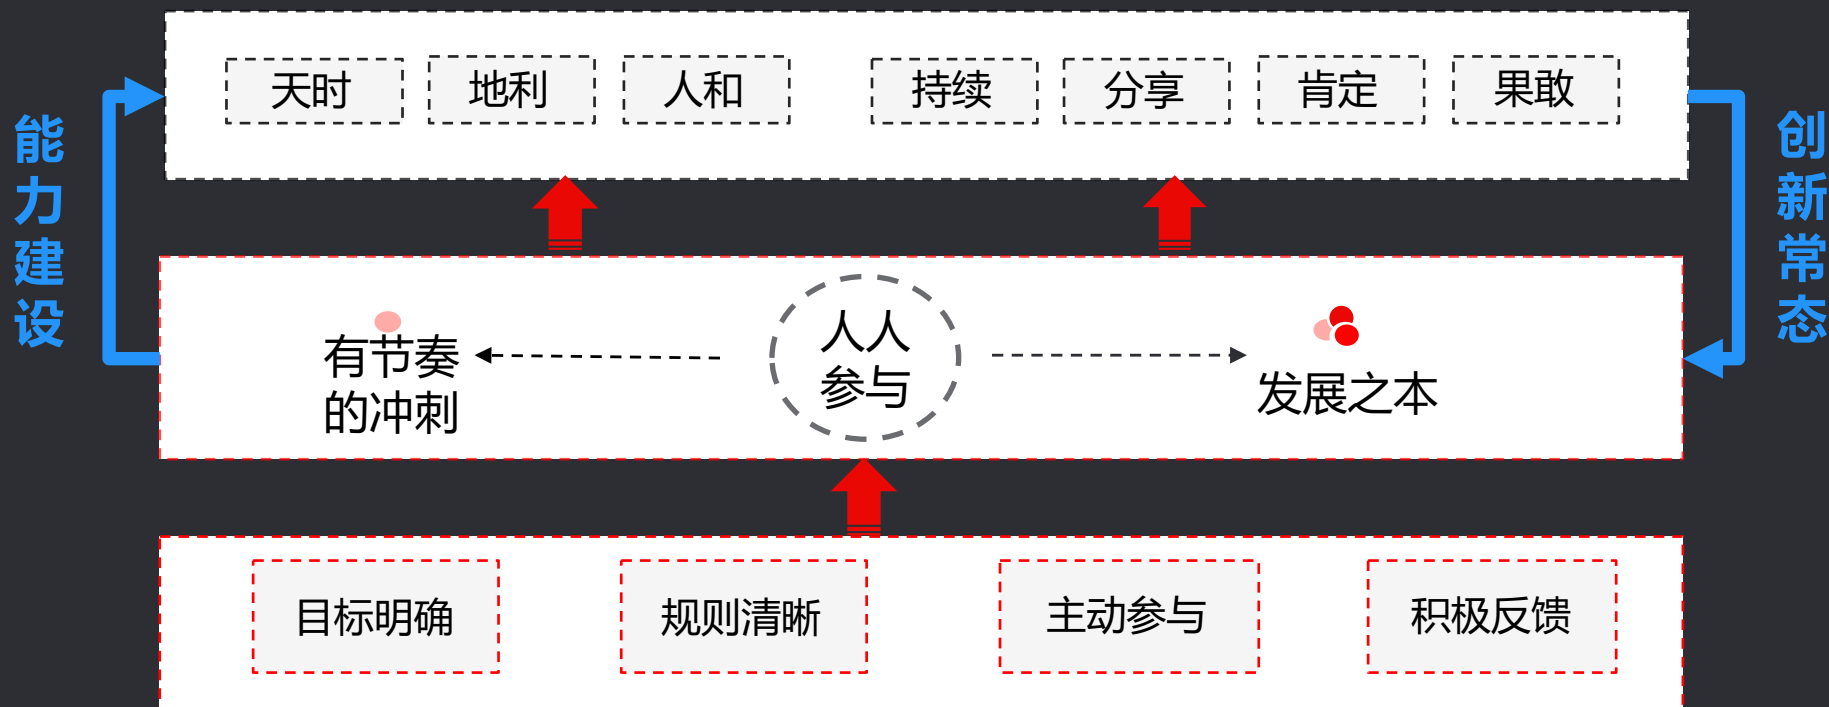 天时
地利
人和
持续
分享
肯定
果敢
能力建设
创新常态
有节奏
的冲刺
人人
参与
发展之本
目标明确
规则清晰
主动参与
积极反馈